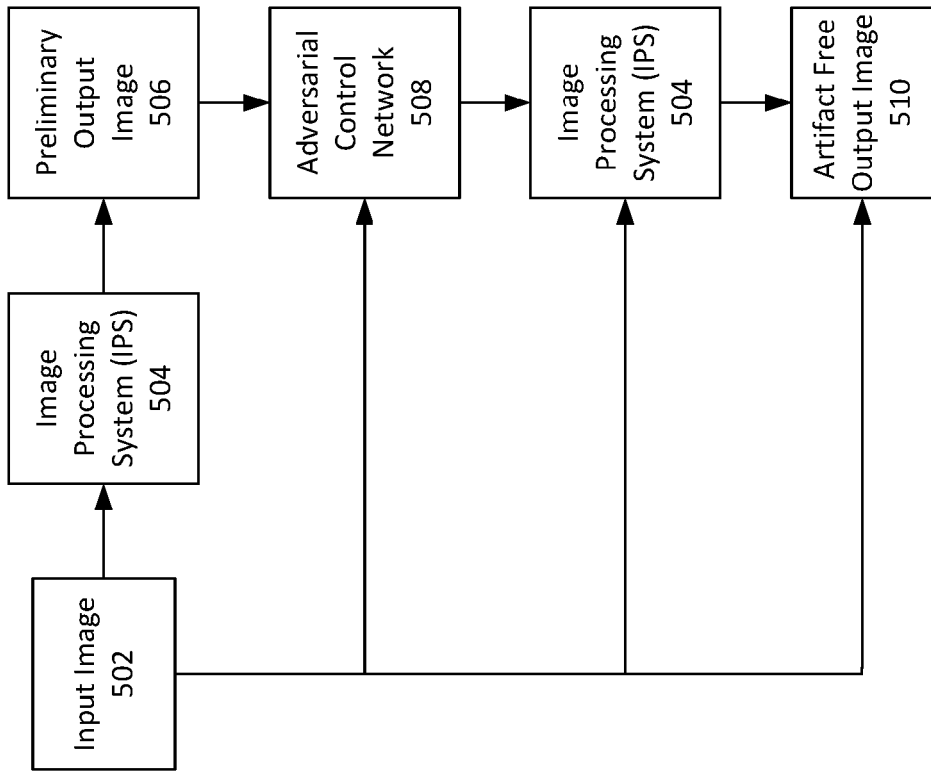 Input Image
502
Image
Processing
System (IPS)
504
Preliminary
Output
Image
506
Adversarial
Control
Network
508
Image
Processing
System (IPS)
504
Artifact Free
Output Image
510